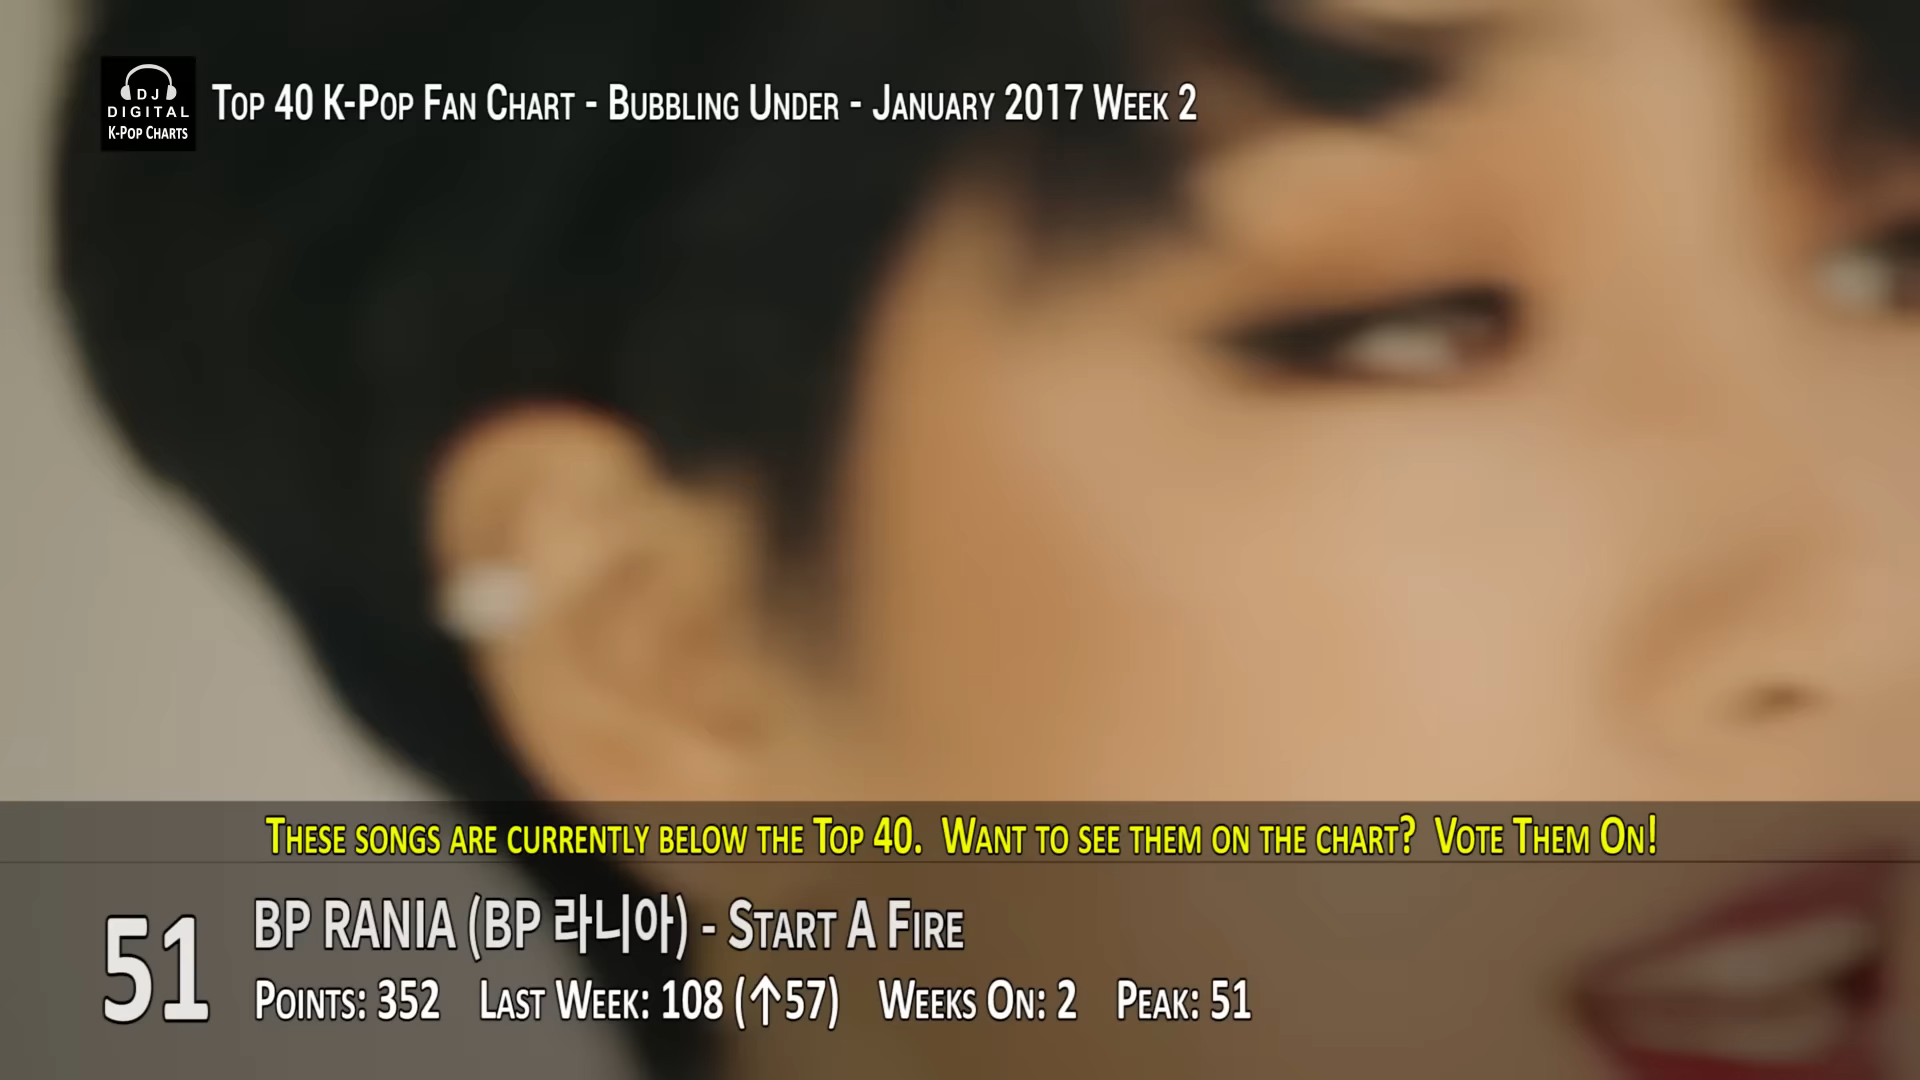 DJ
DIGITAL
K-Pop Charts
Top 40 K-Pop Fan Chart - Bubbling Under - January 2017 Week 2
These songs are currently below the Top 40. Want to see them on the chart? Vote Them On!
51
BP RANIA (BP 라니아) - Start A Fire
Points: 352 Last Week: 108 (↑57) Weeks On: 2 Peak: 51